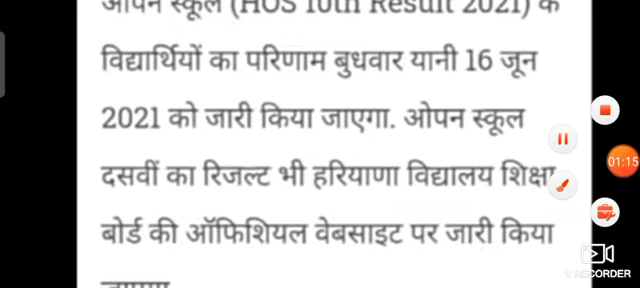 ओपन स्कूल (HOS 10th Result 2021) के
विद्यार्थियों का परिणाम बुधवार यानी 16 जून
2021 को जारी किया जाएगा. ओपन स्कूल
दसवीं का रिजल्ट भी हरियाणा विद्यालय शिक्षा
बोर्ड की ऑफिशियल वेबसाइट पर जारी किया
01:15
V RECORDER